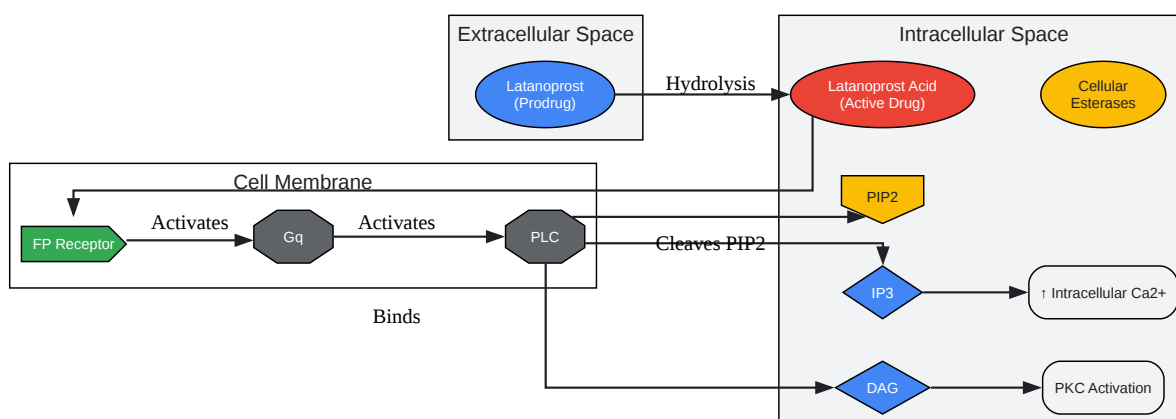 Extracellular Space
Intracellular Space
Latanoprost
(Prodrug)
Hydrolysis
Latanoprost Acid
(Active Drug)
Cellular
Esterases
Cell Membrane
PIP2
FP Receptor
Activates
Gq
Activates
PLC
Cleaves PIP2
IP3
↑ Intracellular Ca2+
Binds
DAG
PKC Activation